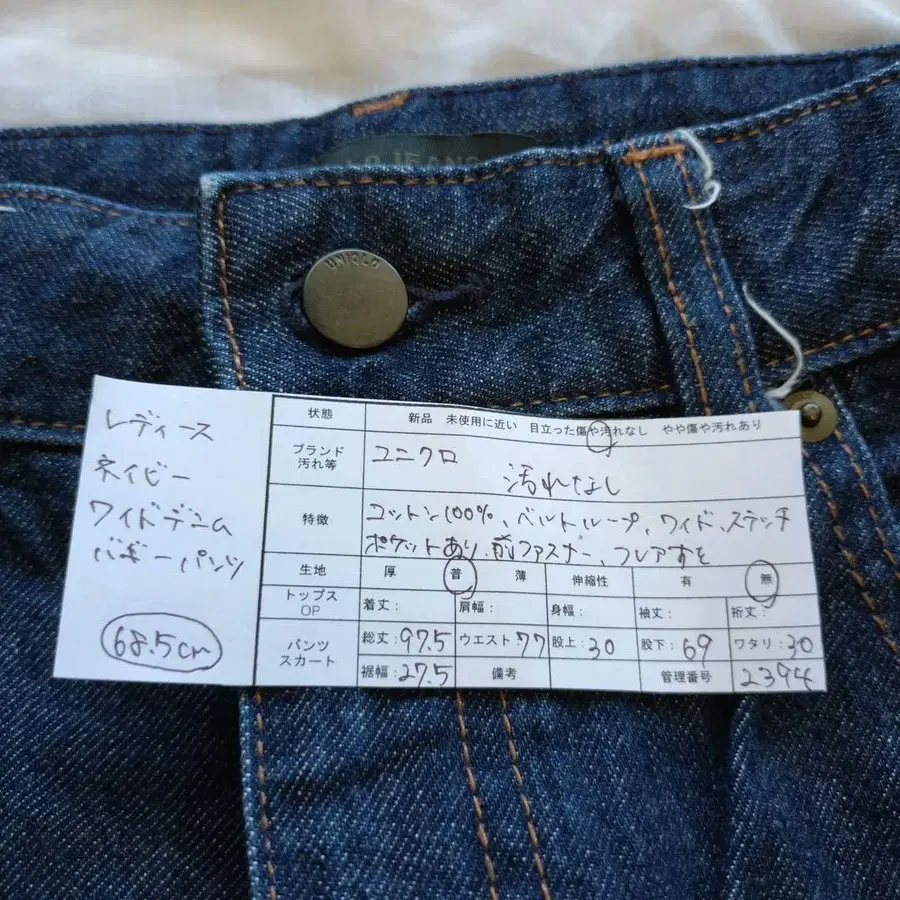 JEANS
UNIQLO
レディース
ネイビー
ワイドデニム
バギーパンツ
68.5cm
状態 新品 未使用に近い 目立った傷や汚れなし やや傷や汚れあり
ブランド 汚れ等 ユニクロ 汚れなし
特徴 コットン100%、ベルトループ、ワイド、ステッチ
ポケットあり、前ファスナー、フレアすそ
生地 厚 普 薄 伸縮性 有 無
トップス OP 着丈: 肩幅: 身幅: 袖丈: 裄丈:
パンツ スカート 総丈:97.5 ウエスト:77 股上:30 股下:69 ワタリ:30
裾幅:27.5 備考 管理番号 2394